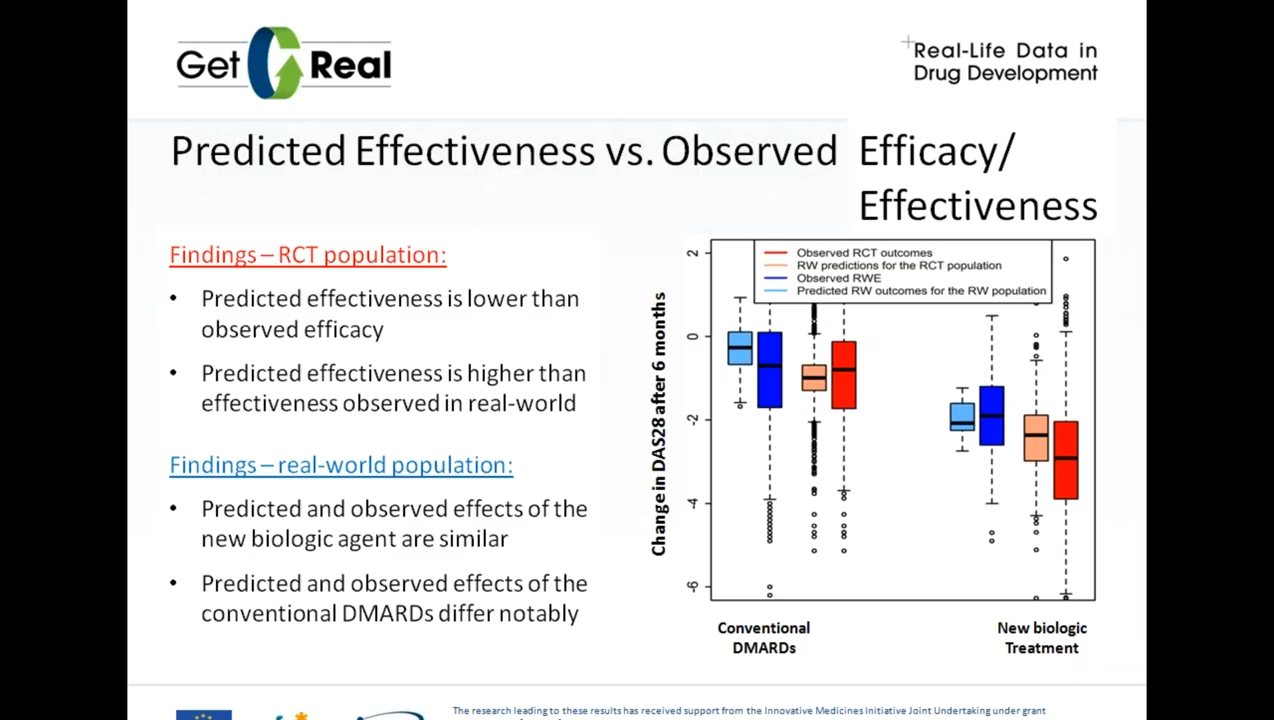 Get Real
Real-Life Data in
Drug Development
Predicted Effectiveness vs. Observed Efficacy/
Effectiveness
Findings – RCT population:
• Predicted effectiveness is lower than
observed efficacy
• Predicted effectiveness is higher than
effectiveness observed in real-world
Findings – real-world population:
• Predicted and observed effects of the
new biologic agent are similar
• Predicted and observed effects of the
conventional DMARDs differ notably
Change in DAS28 after 6 months
2
0
-2
-4
-6
Observed RCT outcomes
RW predictions for the RCT population
Observed RWE
Predicted RW outcomes for the RW population
Conventional
DMARDs
New biologic
Treatment
The research leading to these results has received support from the Innovative Medicines Initiative Joint Undertaking under grant